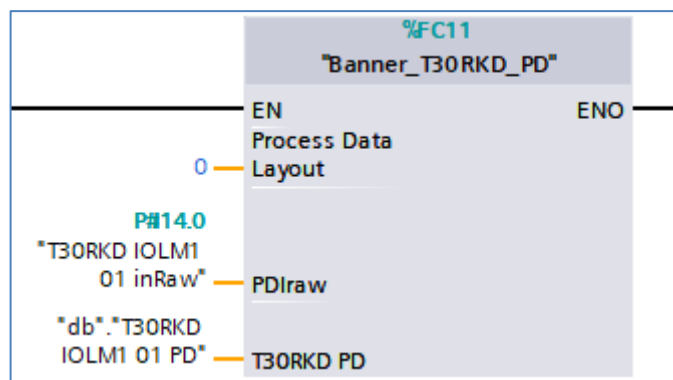 %FC11
"Banner_T30RKD_PD"
EN ENO
Process Data
0 Layout
P#I14.0
"T30RKD IOLM1
01 inRaw" PDIraw
"db"."T30RKD
IOLM1 01 PD" T30RKD PD